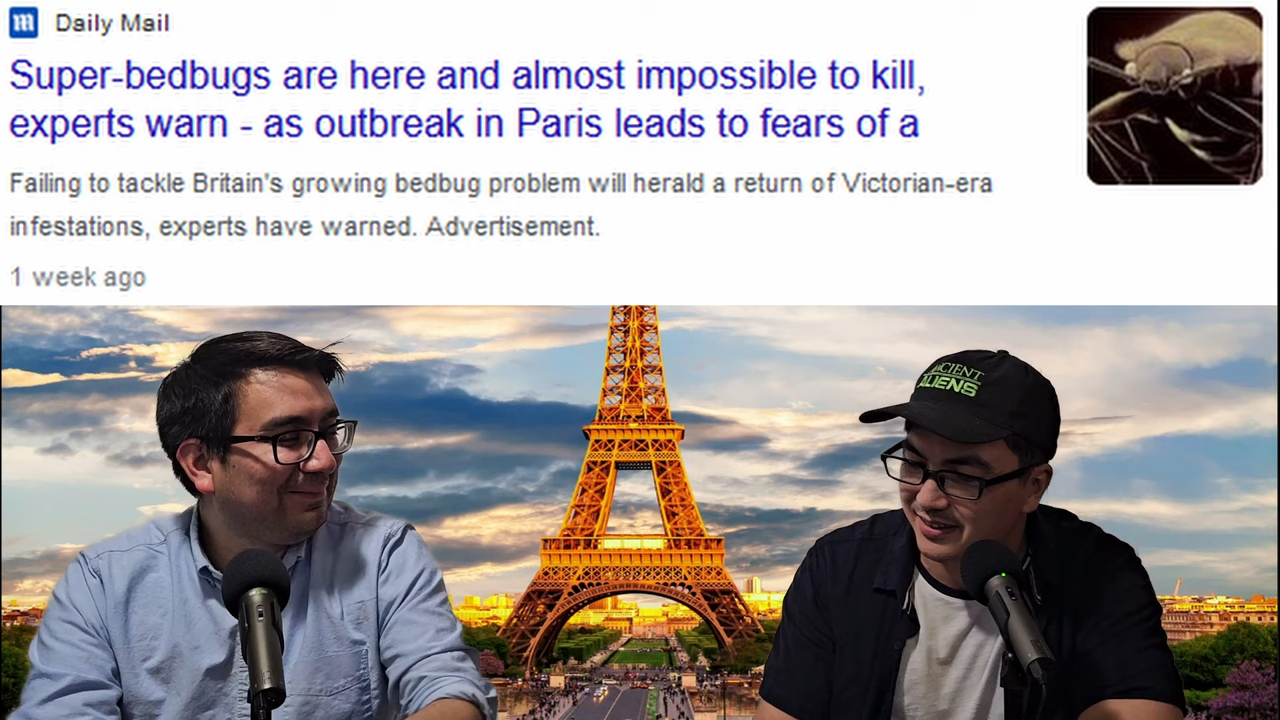 m Daily Mail
Super-bedbugs are here and almost impossible to kill,
experts warn - as outbreak in Paris leads to fears of a
Failing to tackle Britain's growing bedbug problem will herald a return of Victorian-era
infestations, experts have warned. Advertisement.
1 week ago
ALIENS